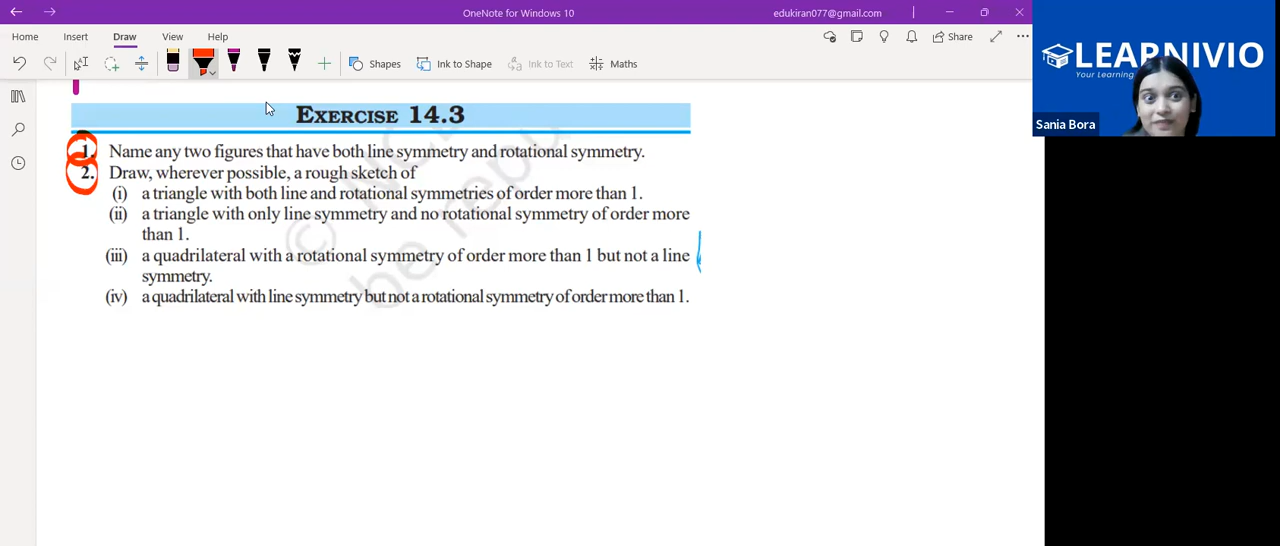 OneNote for Windows 10
edukiran077@gmail.com
Home Insert Draw View Help
Share
Shapes Ink to Shape Ink to Text Maths
LEARNIVIO
Your Learning
Sania Bora
EXERCISE 14.3
1. Name any two figures that have both line symmetry and rotational symmetry.
2. Draw, wherever possible, a rough sketch of
(i) a triangle with both line and rotational symmetries of order more than 1.
(ii) a triangle with only line symmetry and no rotational symmetry of order more
than 1.
(iii) a quadrilateral with a rotational symmetry of order more than 1 but not a line
symmetry.
(iv) a quadrilateral with line symmetry but not a rotational symmetry of order more than 1.